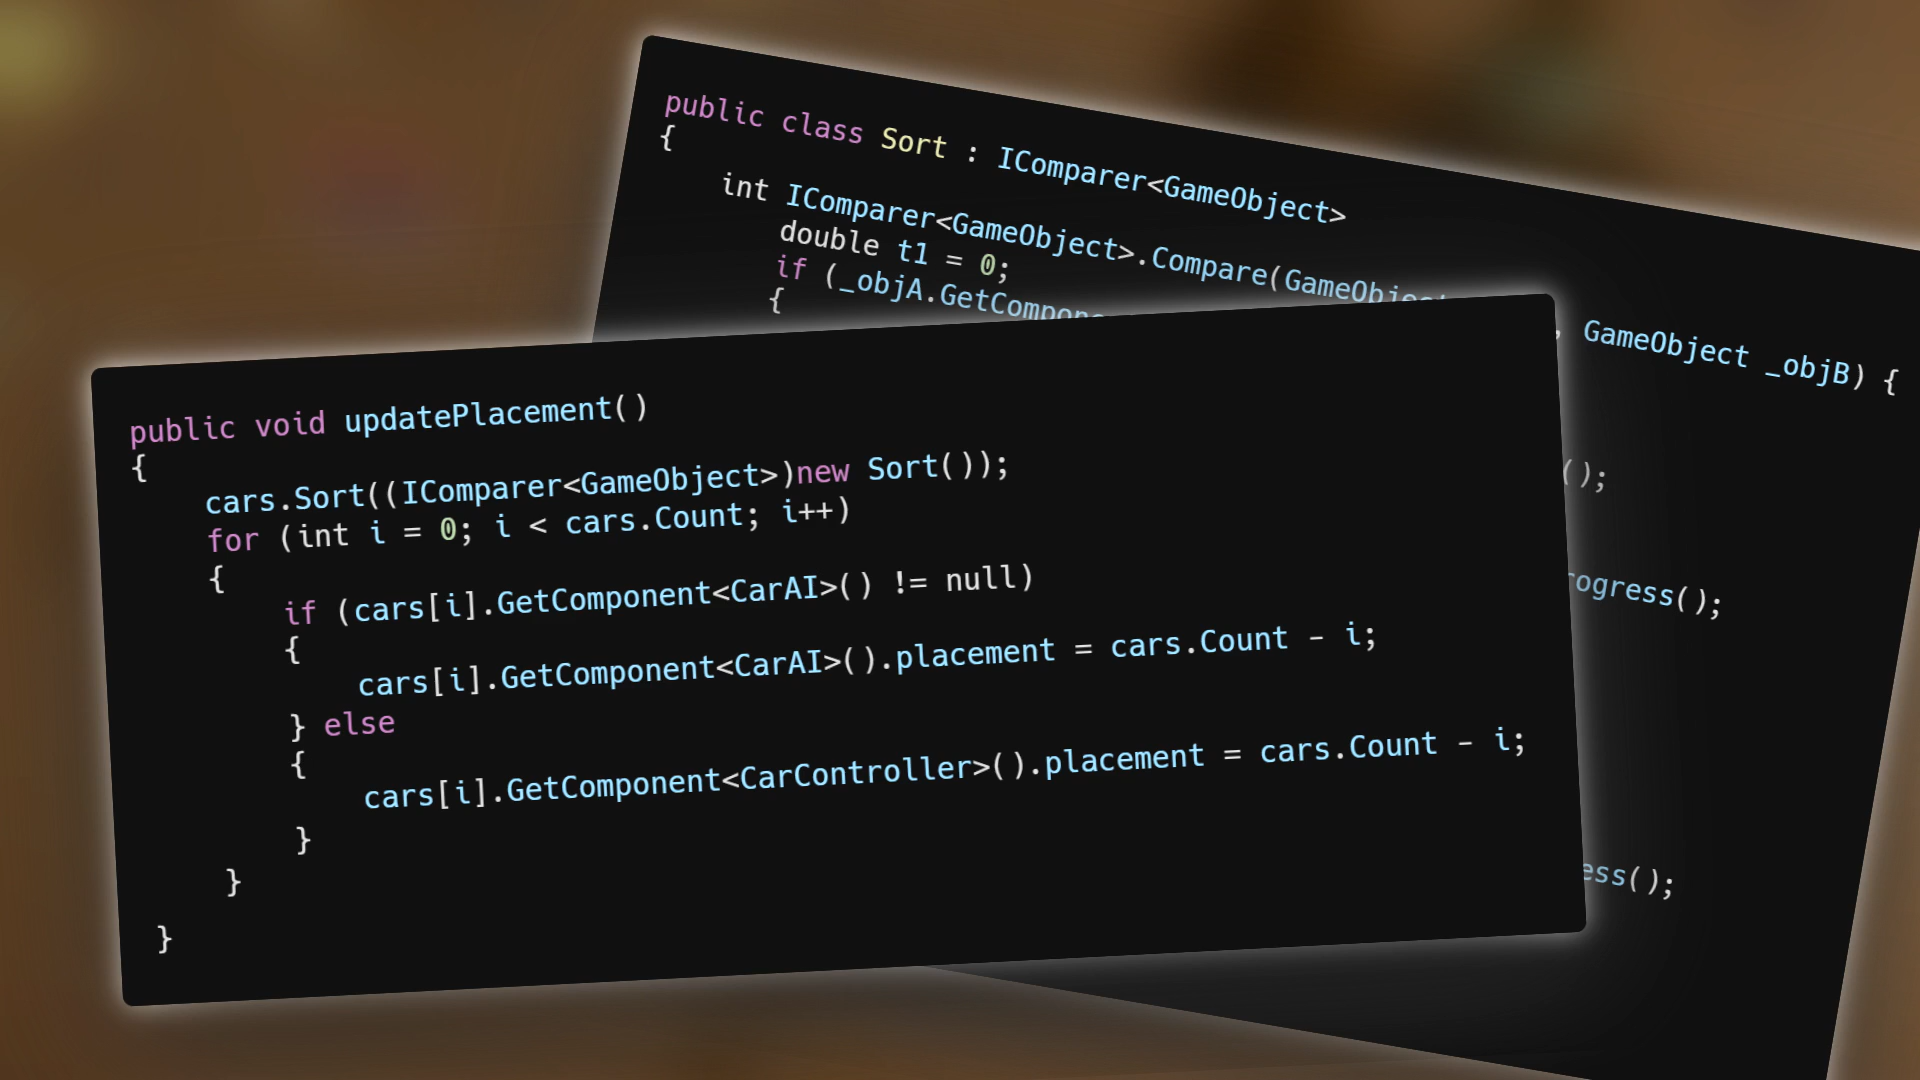 public class Sort : IComparer<GameObject>
{
int IComparer<GameObject>.Compare(GameObject , GameObject _objB) {
double t1 = 0;
if (_objA.
{
();
();
();
public void updatePlacement()
{
cars.Sort((IComparer<GameObject>)new Sort());
for (int i = 0; i < cars.Count; i++)
{
if (cars[i].GetComponent<CarAI>() != null)
{
cars[i].GetComponent<CarAI>().placement = cars.Count - i;
} else
{
cars[i].GetComponent<CarController>().placement = cars.Count - i;
}
}
}